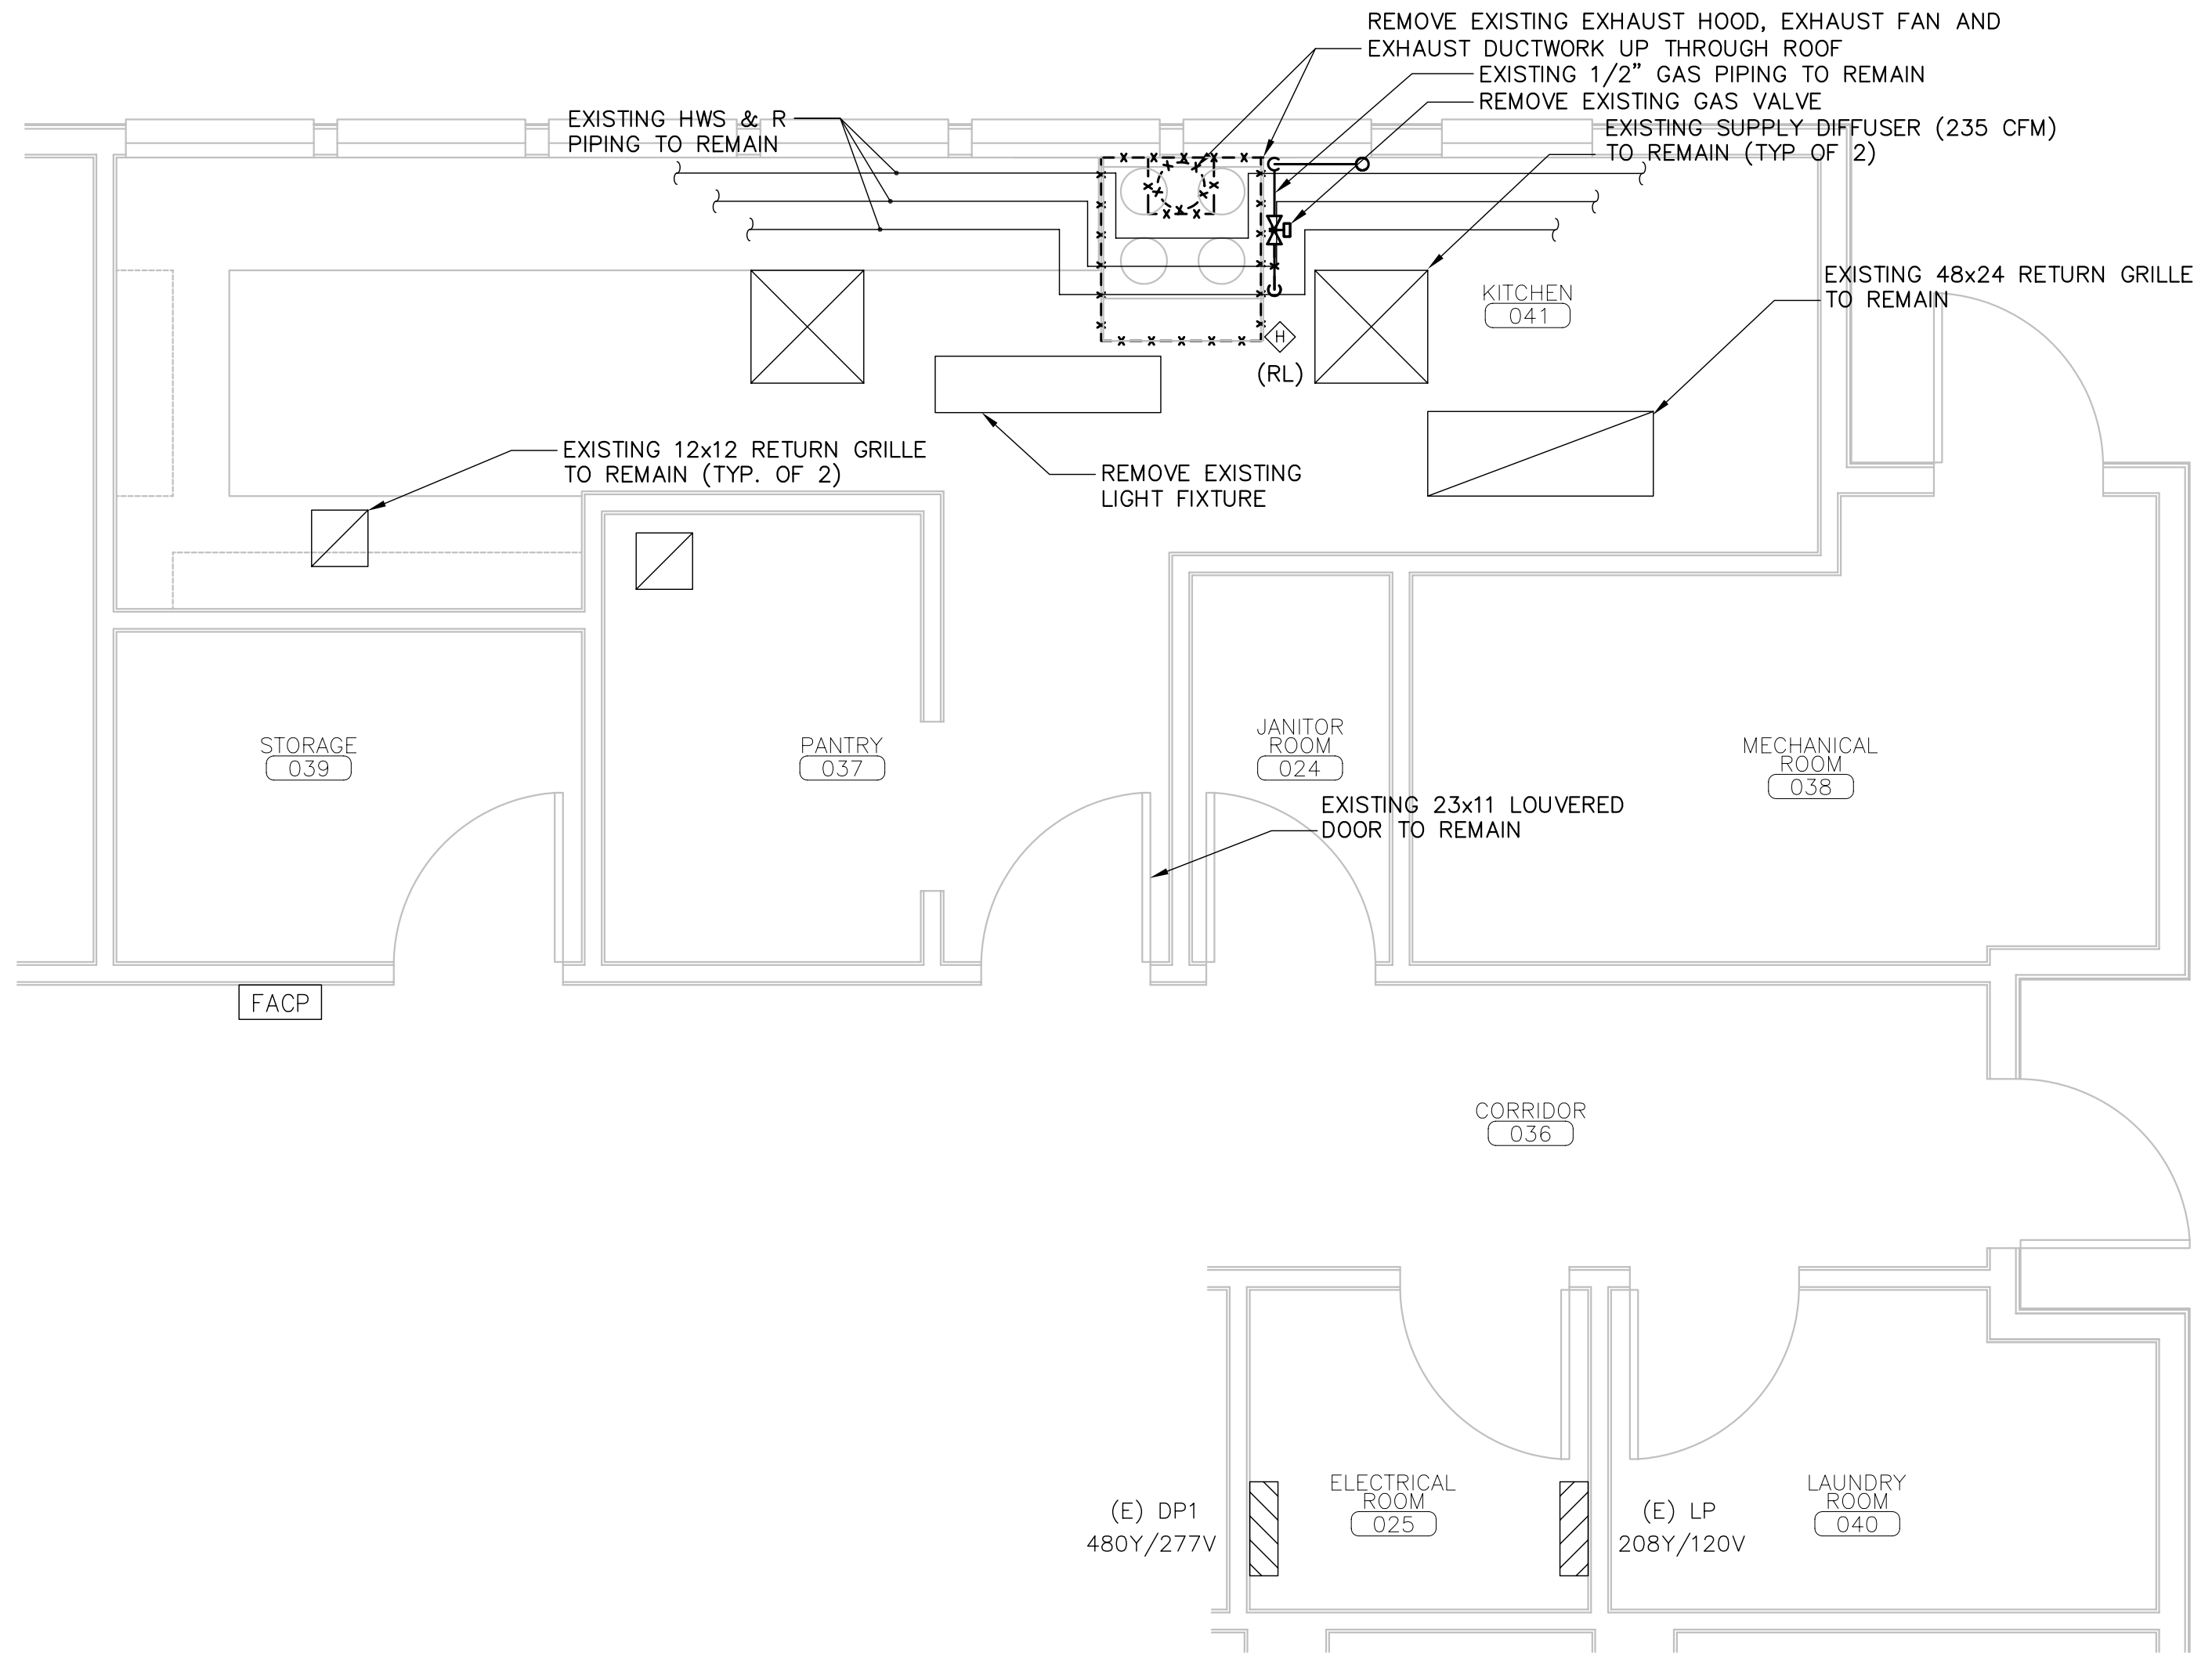 REMOVE EXISTING EXHAUST HOOD, EXHAUST FAN AND
EXHAUST DUCTWORK UP THROUGH ROOF
EXISTING 1/2" GAS PIPING TO REMAIN
REMOVE EXISTING GAS VALVE
EXISTING SUPPLY DIFFUSER (235 CFM)
TO REMAIN (TYP OF 2)
EXISTING HWS & R
PIPING TO REMAIN
EXISTING 48x24 RETURN GRILLE
TO REMAIN
KITCHEN
041
H
(RL)
EXISTING 12x12 RETURN GRILLE
TO REMAIN (TYP. OF 2)
REMOVE EXISTING
LIGHT FIXTURE
STORAGE
039
PANTRY
037
JANITOR
ROOM
024
MECHANICAL
ROOM
038
EXISTING 23x11 LOUVERED
DOOR TO REMAIN
FACP
CORRIDOR
036
(E) DP1
480Y/277V
ELECTRICAL
ROOM
025
(E) LP
208Y/120V
LAUNDRY
ROOM
040